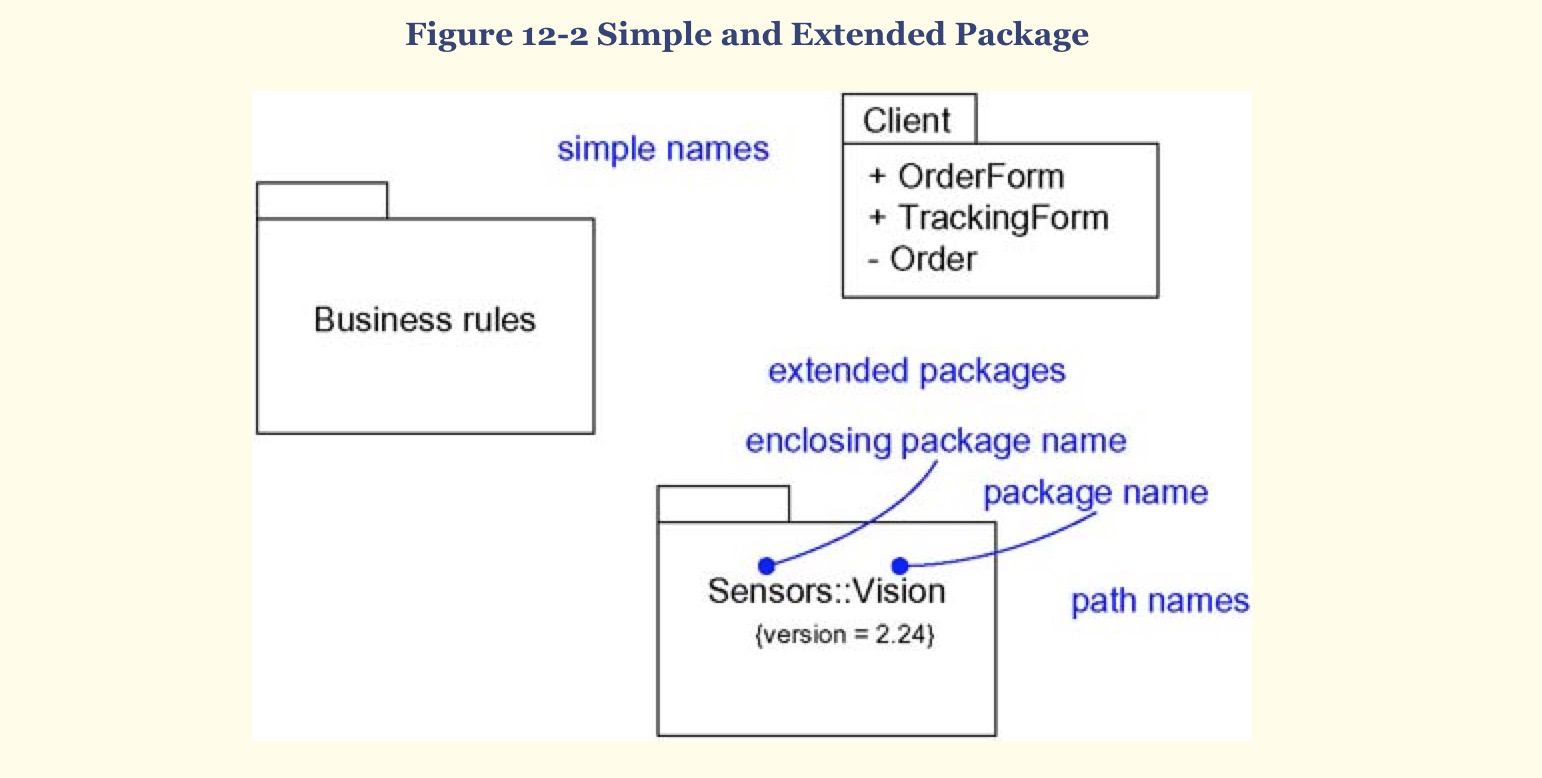 Figure 12-2 Simple and Extended Package
simple names
Client
+ OrderForm
+ TrackingForm
- Order
Business rules
extended packages
enclosing package name
package name
Sensors::Vision
{version = 2.24}
path names